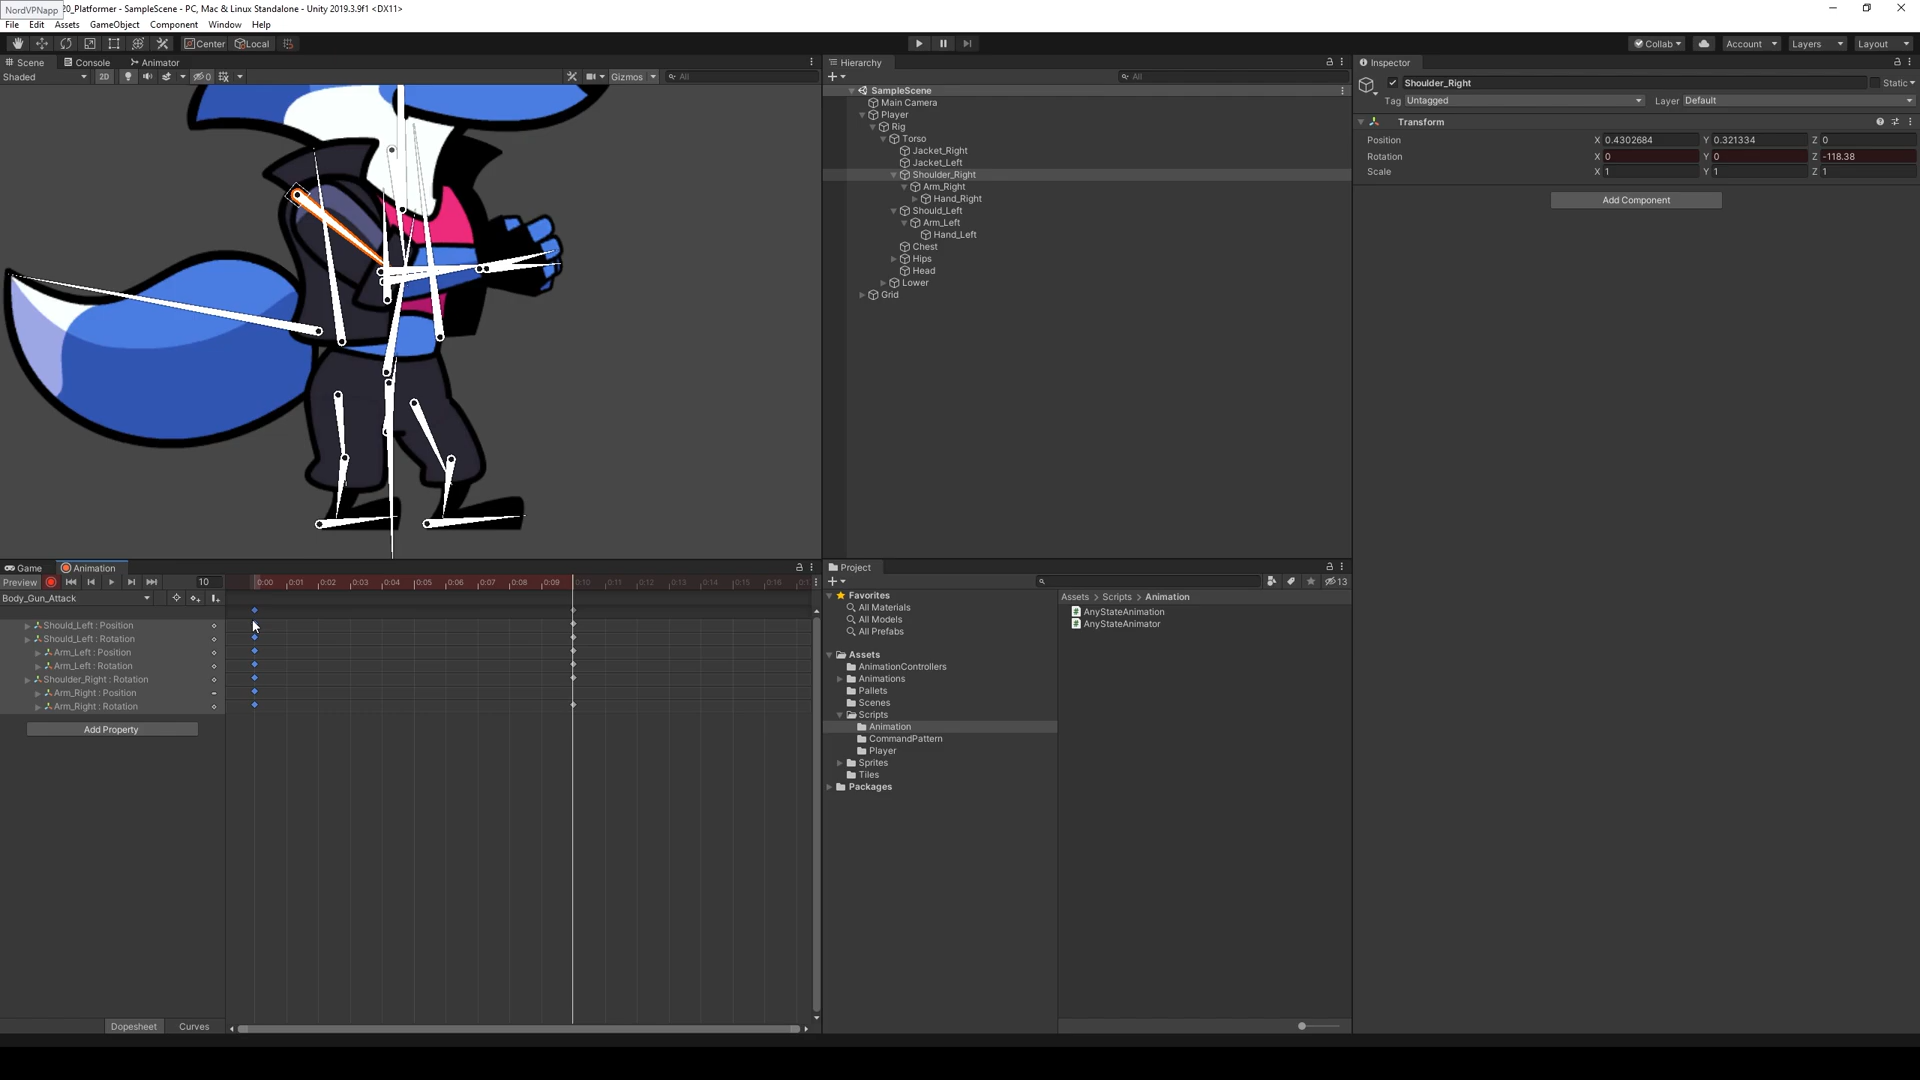 NordVPNapp
20_Platformer - SampleScene - PC, Mac & Linux Standalone - Unity 2019.3.9f1 <DX11>
File Edit Assets GameObject Component Window Help
Center Local Collab Account Layers Layout
Scene Console Animator
Shaded 2D 0 Gizmos All
Hierarchy
All
SampleScene
Main Camera
Player
Rig
Torso
Jacket_Right
Jacket_Left
Shoulder_Right
Arm_Right
Hand_Right
Should_Left
Arm_Left
Hand_Left
Chest
Hips
Head
Lower
Grid
Inspector
Shoulder_Right Static
Tag Untagged Layer Default
Transform
Position X 0.4302684 Y 0.321334 Z 0
Rotation X 0 Y 0 Z -118.38
Scale X 1 Y 1 Z 1
Add Component
Game Animation
Preview 10 0:00 0:01 0:02 0:03 0:04 0:05 0:06 0:07 0:08 0:09 0:10 0:11 0:12 0:13 0:14 0:15 0:16
Body_Gun_Attack
Should_Left : Position
Should_Left : Rotation
Arm_Left : Position
Arm_Left : Rotation
Shoulder_Right : Rotation
Arm_Right : Position
Arm_Right : Rotation
Add Property
Dopesheet Curves
Project
13
Favorites
All Materials
All Models
All Prefabs
Assets
AnimationControllers
Animations
Pallets
Scenes
Scripts
Animation
CommandPattern
Player
Sprites
Tiles
Packages
Assets > Scripts > Animation
AnyStateAnimation
AnyStateAnimator